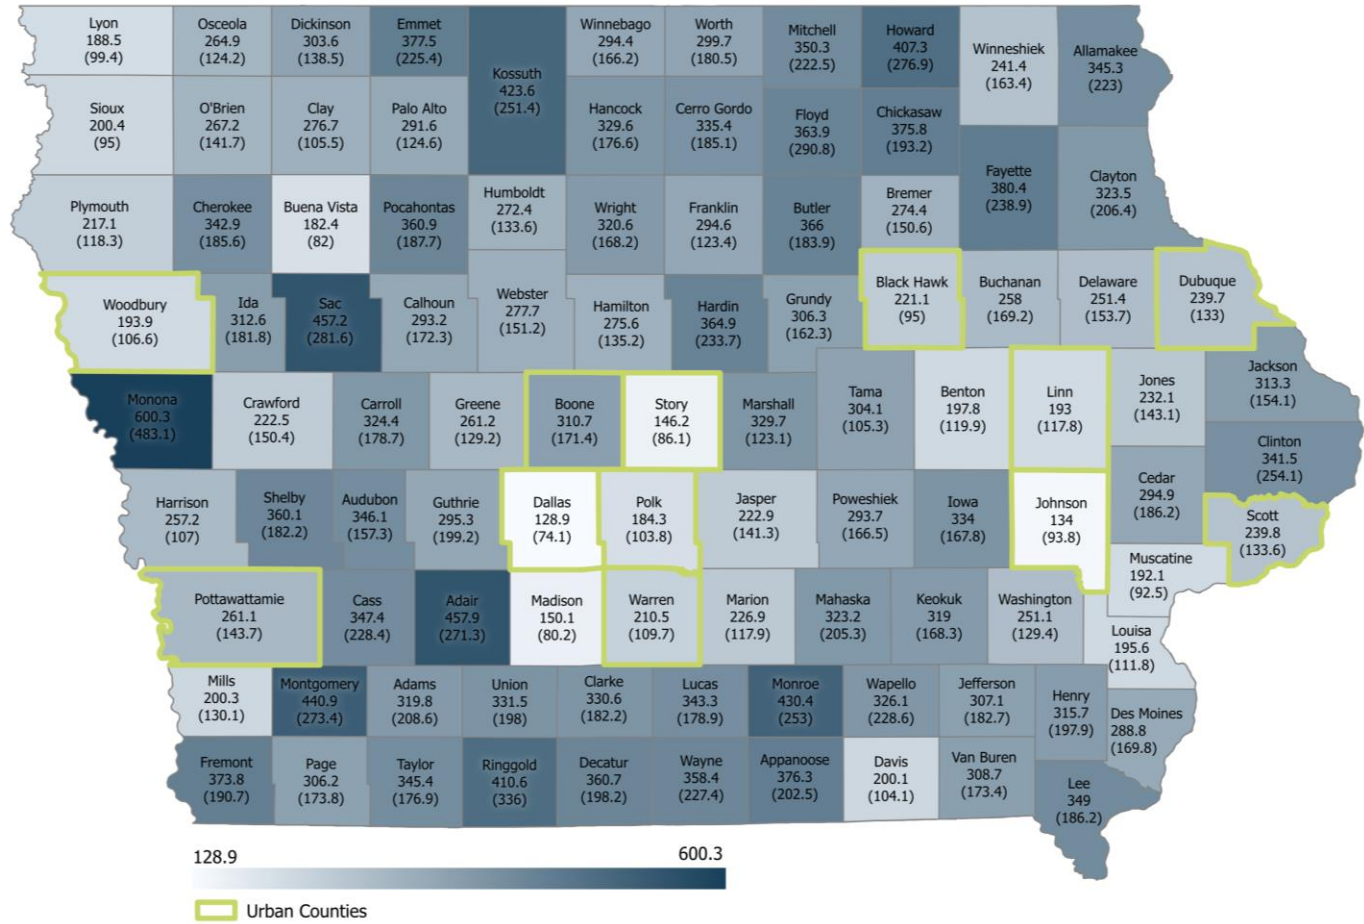 Lyon
188.5
(99.4)
Osceola
264.9
(124.2)
Dickinson
303.6
(138.5)
Emmet
377.5
(225.4)
Kossuth
423.6
(251.4)
Winnebago
294.4
(166.2)
Worth
299.7
(180.5)
Mitchell
350.3
(222.5)
Howard
407.3
(276.9)
Winneshiek
241.4
(163.4)
Allamakee
345.3
(223)
Sioux
200.4
(95)
O'Brien
267.2
(141.7)
Clay
276.7
(105.5)
Palo Alto
291.6
(124.6)
Hancock
329.6
(176.6)
Cerro Gordo
335.4
(185.1)
Floyd
363.9
(290.8)
Chickasaw
375.8
(193.2)
Fayette
380.4
(238.9)
Clayton
323.5
(206.4)
Plymouth
217.1
(118.3)
Cherokee
342.9
(185.6)
Buena Vista
182.4
(82)
Pocahontas
360.9
(187.7)
Humboldt
272.4
(133.6)
Wright
320.6
(168.2)
Franklin
294.6
(123.4)
Butler
366
(183.9)
Bremer
274.4
(150.6)
Woodbury
193.9
(106.6)
Ida
312.6
(181.8)
Sac
457.2
(281.6)
Calhoun
293.2
(172.3)
Webster
277.7
(151.2)
Hamilton
275.6
(135.2)
Hardin
364.9
(233.7)
Grundy
306.3
(162.3)
Black Hawk
221.1
(95)
Buchanan
258
(169.2)
Delaware
251.4
(153.7)
Dubuque
239.7
(133)
Monona
600.3
(483.1)
Crawford
222.5
(150.4)
Carroll
324.4
(178.7)
Greene
261.2
(129.2)
Boone
310.7
(171.4)
Story
146.2
(86.1)
Marshall
329.7
(123.1)
Tama
304.1
(105.3)
Benton
197.8
(119.9)
Linn
193
(117.8)
Jones
232.1
(143.1)
Jackson
313.3
(154.1)
Clinton
341.5
(254.1)
Harrison
257.2
(107)
Shelby
360.1
(182.2)
Audubon
346.1
(157.3)
Guthrie
295.3
(199.2)
Dallas
128.9
(74.1)
Polk
184.3
(103.8)
Jasper
222.9
(141.3)
Poweshiek
293.7
(166.5)
Iowa
334
(167.8)
Johnson
134
(93.8)
Cedar
294.9
(186.2)
Scott
239.8
(133.6)
Muscatine
192.1
(92.5)
Pottawattamie
261.1
(143.7)
Cass
347.4
(228.4)
Adair
457.9
(271.3)
Madison
150.1
(80.2)
Warren
210.5
(109.7)
Marion
226.9
(117.9)
Mahaska
323.2
(205.3)
Keokuk
319
(168.3)
Washington
251.1
(129.4)
Louisa
195.6
(111.8)
Mills
200.3
(130.1)
Montgomery
440.9
(273.4)
Adams
319.8
(208.6)
Union
331.5
(198)
Clarke
330.6
(182.2)
Lucas
343.3
(178.9)
Monroe
430.4
(253)
Wapello
326.1
(228.6)
Jefferson
307.1
(182.7)
Henry
315.7
(197.9)
Des Moines
288.8
(169.8)
Fremont
373.8
(190.7)
Page
306.2
(173.8)
Taylor
345.4
(176.9)
Ringgold
410.6
(336)
Decatur
360.7
(198.2)
Wayne
358.4
(227.4)
Appanoose
376.3
(202.5)
Davis
200.1
(104.1)
Van Buren
308.7
(173.4)
Lee
349
(186.2)
128.9
600.3
Urban Counties